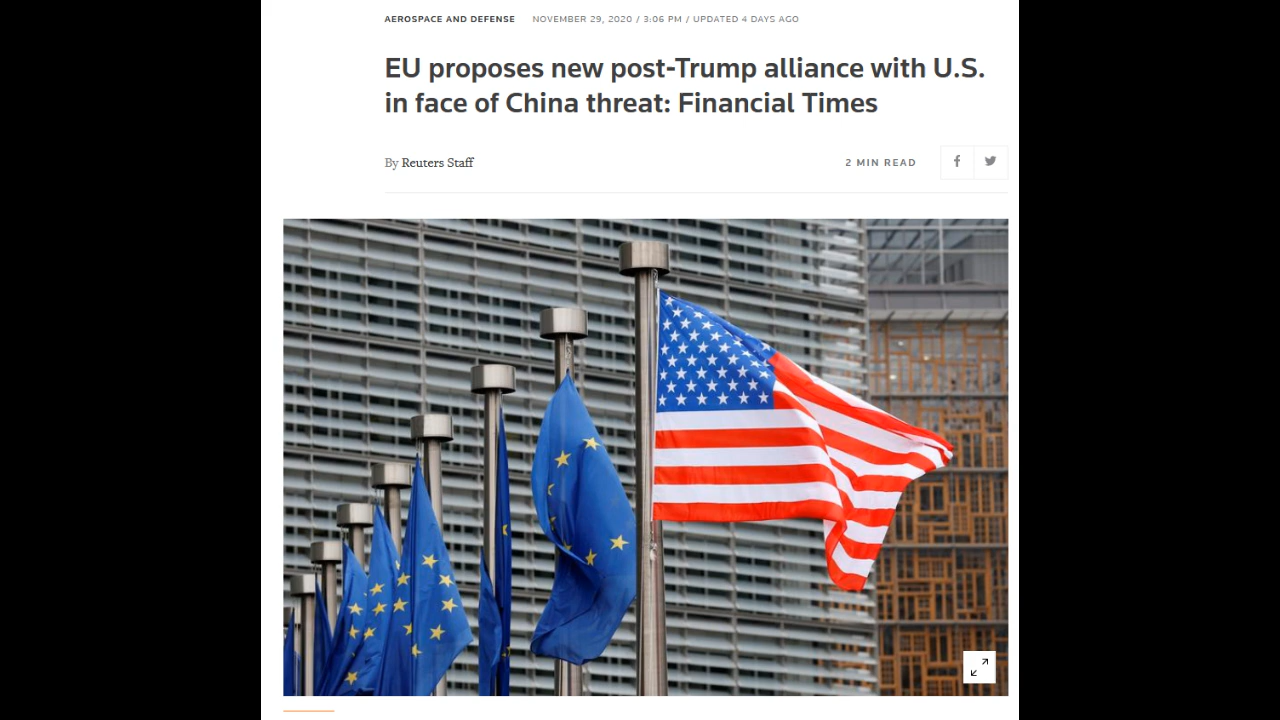 AEROSPACE AND DEFENSE NOVEMBER 29, 2020 / 3:06 PM / UPDATED 4 DAYS AGO
EU proposes new post-Trump alliance with U.S.
in face of China threat: Financial Times
By Reuters Staff
2 MIN READ